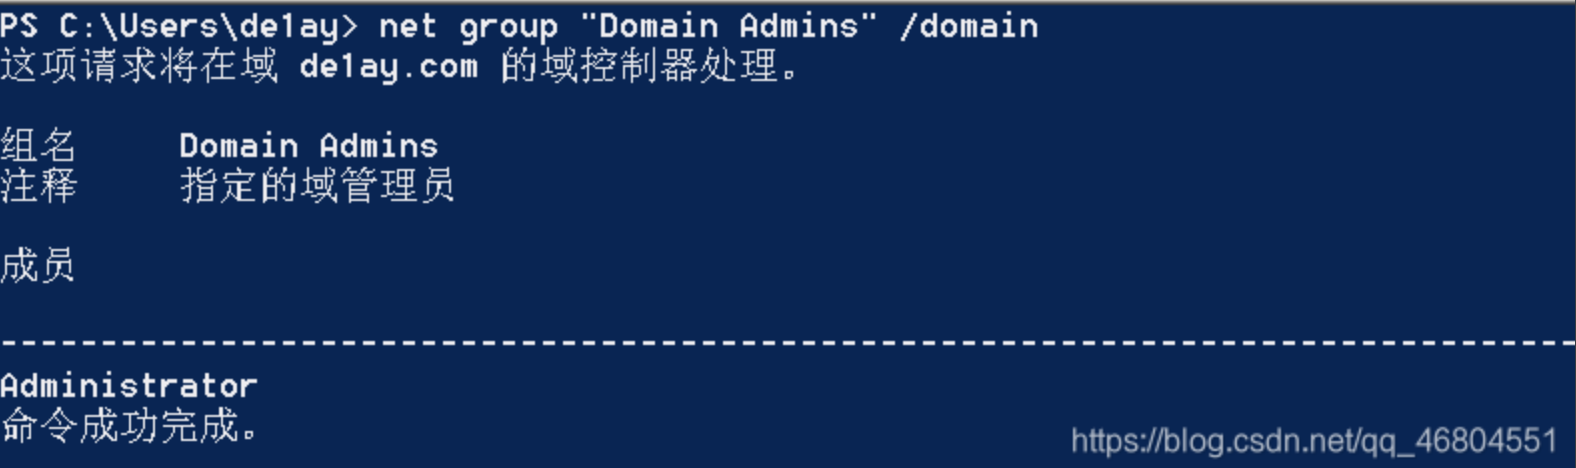 PS C:\Users\de1ay> net group "Domain Admins" /domain
这项请求将在域 de1ay.com 的域控制器处理。
组名 Domain Admins
注释 指定的域管理员
成员
-------------------------------------------------------------------------------
Administrator
命令成功完成。
https://blog.csdn.net/qq_46804551